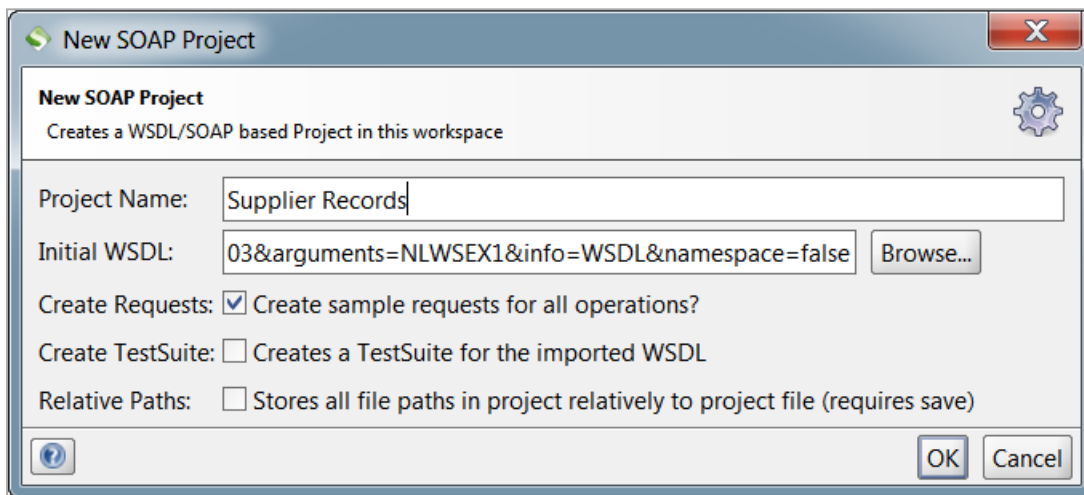 New SOAP Project
X
New SOAP Project
Creates a WSDL/SOAP based Project in this workspace
Project Name: Supplier Records
Initial WSDL: 03&arguments=NLWSEX1&info=WSDL&namespace=false Browse...
Create Requests: Create sample requests for all operations?
Create TestSuite: Creates a TestSuite for the imported WSDL
Relative Paths: Stores all file paths in project relatively to project file (requires save)
? OK Cancel